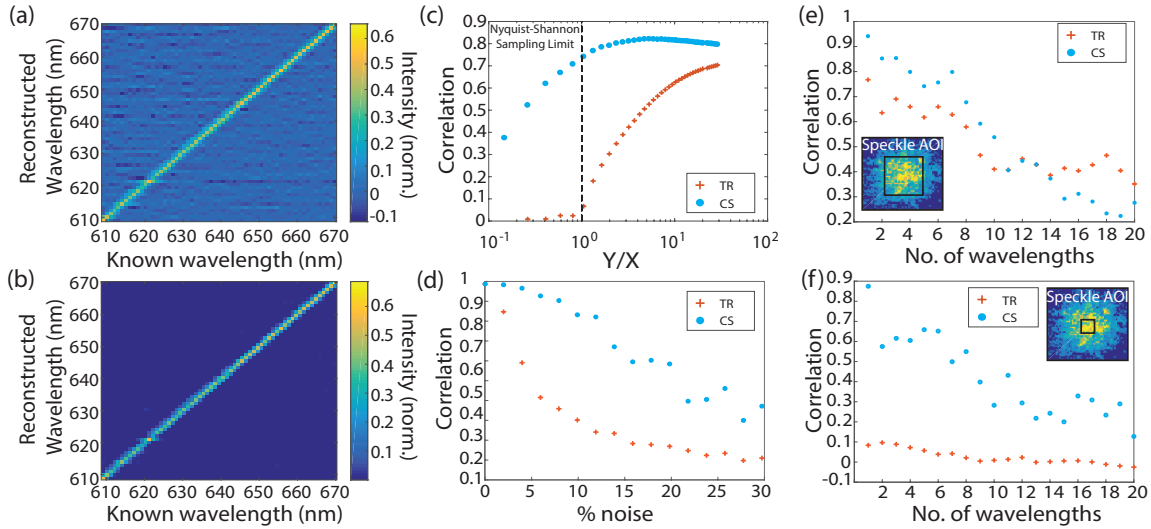 (a)
Reconstructed
Wavelength (nm)
670
660
650
640
630
620
610
610 620 630 640 650 660 670
Known wavelength (nm)
0.6
0.5
0.4
0.3
0.2
0.1
0
-0.1
Intensity (norm.)
(b)
Reconstructed
Wavelength (nm)
670
660
650
640
630
620
610
610 620 630 640 650 660 670
Known wavelength (nm)
0.6
0.5
0.4
0.3
0.2
0.1
Intensity (norm.)
(c)
Correlation
0.9
0.8
0.7
0.6
0.5
0.4
0.3
0.2
0.1
0
Nyquist-Shannon
Sampling Limit
TR
CS
10-1 100 101 102
Y/X
(d)
Correlation
1
0.9
0.8
0.7
0.6
0.5
0.4
0.3
0.2
0.1
0
TR
CS
0 5 10 15 20 25 30
% noise
(e)
Correlation
1
0.9
0.8
0.7
0.6
0.5
0.4
0.3
0.2
TR
CS
Speckle AOI
2 4 6 8 10 12 14 16 18 20
No. of wavelengths
(f)
Correlation
0.9
0.8
0.7
0.6
0.5
0.4
0.3
0.2
0.1
0
-0.1
TR
CS
Speckle AOI
2 4 6 8 10 12 14 16 18 20
No. of wavelengths